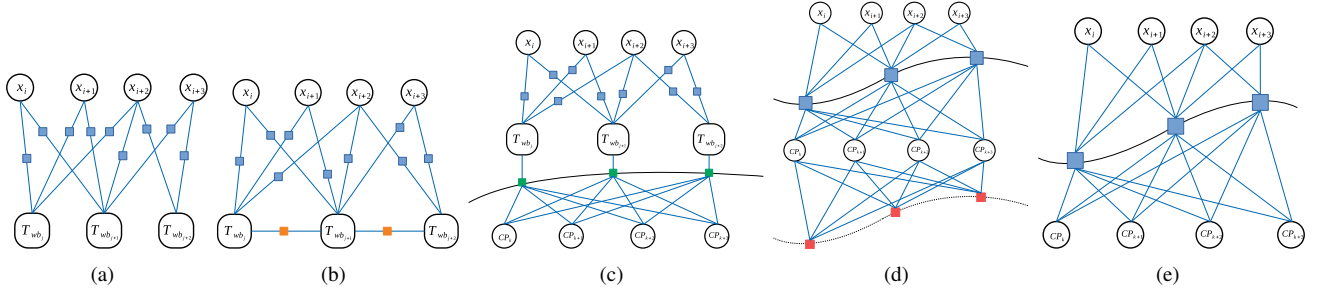 x_i x_{i+1} x_{i+2} x_{i+3}
T_{wb_j} T_{wb_{j+1}} T_{wb_{j+2}}
(a)
x_i x_{i+1} x_{i+2} x_{i+3}
T_{wb_j} T_{wb_{j+1}} T_{wb_{j+2}}
(b)
x_i x_{i+1} x_{i+2} x_{i+3}
T_{wb_j} T_{wb_{j+1}} T_{wb_{j+2}}
CP_k CP_{k+1} CP_{k+2} CP_{k+3}
(c)
x_i x_{i+1} x_{i+2} x_{i+3}
CP_k CP_{k+1} CP_{k+2} CP_{k+3}
(d)
x_i x_{i+1} x_{i+2} x_{i+3}
CP_k CP_{k+1} CP_{k+2} CP_{k+3}
(e)